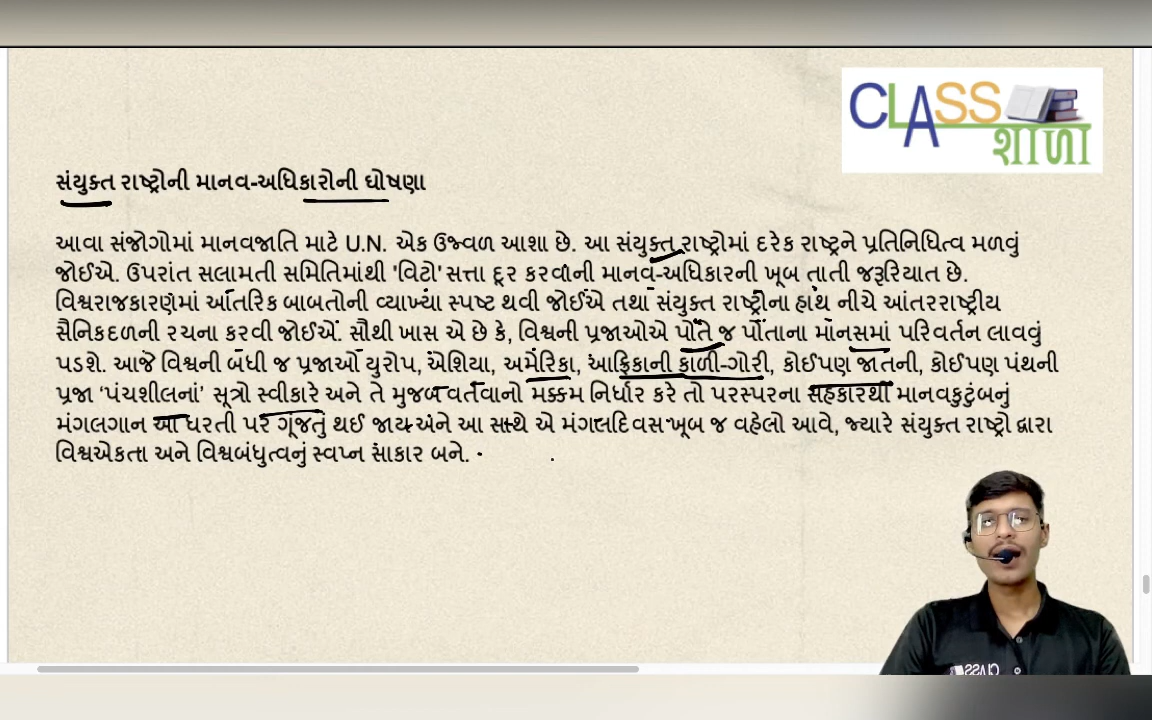 CLASS
શાળા
સંયુક્ત રાષ્ટ્રોની માનવ-અધિકારોની ઘોષણા
આવા સંજોગોમાં માનવજાતિ માટે U.N. એક ઉજ્વળ આશા છે. આ સંયુક્ત રાષ્ટ્રોમાં દરેક રાષ્ટ્રને પ્રતિનિધિત્વ મળવું
જોઈએ. ઉપરાંત સલામતી સમિતિમાંથી 'વિટો' સત્તા દૂર કરવાની માનવ-અધિકારની ખૂબ તાતી જરૂરિયાત છે.
વિશ્વરાજકારણમાં આંતરિક બાબતોની વ્યાખ્યા સ્પષ્ટ થવી જોઈએ તથા સંયુક્ત રાષ્ટ્રોના હાથ નીચે આંતરરાષ્ટ્રીય
સૈનિકદળની રચના કરવી જોઈએ. સૌથી ખાસ એ છે કે, વિશ્વની પ્રજાઓએ પોતે જ પોતાના માનસમાં પરિવર્તન લાવવું
પડશે. આજે વિશ્વની બધી જ પ્રજાઓ યુરોપ, એશિયા, અમેરિકા, આફ્રિકાની કાળી-ગોરી, કોઈપણ જાતની, કોઈપણ પંથની
પ્રજા ‘પંચશીલનાં’ સૂત્રો સ્વીકારે અને તે મુજબ વર્તવાનો મક્કમ નિર્ધાર કરે તો પરસ્પરના સહકારથી માનવકુટુંબનું
મંગલગાન આ ધરતી પર ગૂંજતું થઈ જાય અને આ સાથે એ મંગલદિવસ ખૂબ જ વહેલો આવે, જ્યારે સંયુક્ત રાષ્ટ્રો દ્વારા
વિશ્વએકતા અને વિશ્વબંધુત્વનું સ્વપ્ન સાકાર બને.